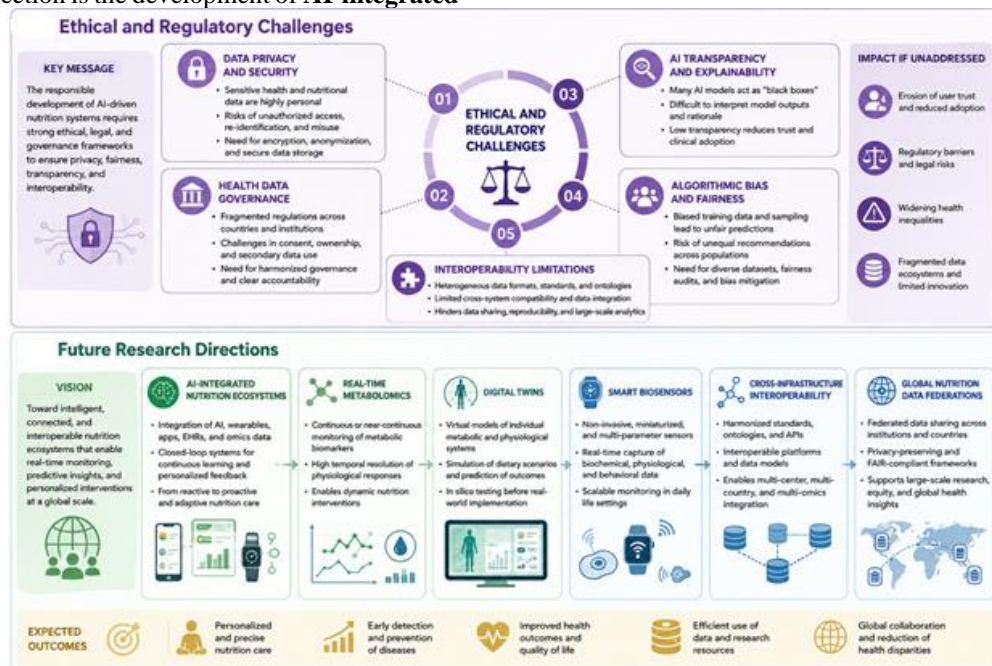 ection is the development of AI-integrated
Ethical and Regulatory Challenges
KEY MESSAGE
The responsible
development of AI-driven
nutrition systems requires
strong ethical, legal, and
governance frameworks
to ensure privacy, fairness,
transparency, and
interoperability.
DATA PRIVACY
AND SECURITY
• Sensitive health and nutritional
data are highly personal
• Risks of unauthorized access,
re-identification, and misuse
• Need for encryption, anonymization,
and secure data storage
HEALTH DATA
GOVERNANCE
• Fragmented regulations across
countries and institutions
• Challenges in consent, ownership,
and secondary data use
• Need for harmonized governance
and clear accountability
01
02
03
04
05
ETHICAL AND
REGULATORY
CHALLENGES
AI TRANSPARENCY
AND EXPLAINABILITY
• Many AI models act as "black boxes"
• Difficult to interpret model outputs
and rationale
• Low transparency reduces trust and
clinical adoption
ALGORITHMIC BIAS
AND FAIRNESS
• Biased training data and sampling
lead to unfair predictions
• Risk of unequal recommendations
across populations
• Need for diverse datasets, fairness
audits, and bias mitigation
INTEROPERABILITY LIMITATIONS
• Heterogeneous data formats, standards, and ontologies
• Limited cross-system compatibility and data integration
• Hinders data sharing, reproducibility, and large-scale analytics
IMPACT IF UNADDRESSED
Erosion of user trust
and reduced adoption
Regulatory barriers
and legal risks
Widening health
inequalities
Fragmented data
ecosystems and
limited innovation
Future Research Directions
VISION
Toward intelligent,
connected, and
interoperable nutrition
ecosystems that enable
real-time monitoring,
predictive insights, and
personalized interventions
at a global scale.
AI-INTEGRATED
NUTRITION ECOSYSTEMS
• Integration of AI, wearables,
apps, EHRs, and omics data
• Closed-loop systems for
continuous learning and
personalized feedback
• From reactive to proactive
and adaptive nutrition care
REAL-TIME
METABOLOMICS
• Continuous or near-continuous
monitoring of metabolic
biomarkers
• High temporal resolution of
physiological responses
• Enables dynamic nutrition
interventions
DIGITAL TWINS
• Virtual models of individual
metabolic and physiological
systems
• Simulation of dietary scenarios
and prediction of outcomes
• In silico testing before real-
world implementation
SMART BIOSENSORS
• Non-invasive, miniaturized,
and multi-parameter sensors
• Real-time capture of
biochemical, physiological,
and behavioral data
• Scalable monitoring in daily
life settings
CROSS-INFRASTRUCTURE
INTEROPERABILITY
• Harmonized standards,
ontologies, and APIs
• Interoperable platforms
and data models
• Enables multi-center, multi-
country, and multi-omics
integration
GLOBAL NUTRITION
DATA FEDERATIONS
• Federated data sharing across
institutions and countries
• Privacy-preserving and
FAIR-compliant frameworks
• Supports large-scale research,
equity, and global health
insights
EXPECTED
OUTCOMES
Personalized
and precise
nutrition care
Early detection
and prevention
of diseases
Improved health
outcomes and
quality of life
Efficient use of
data and research
resources
Global collaboration
and reduction of
health disparities